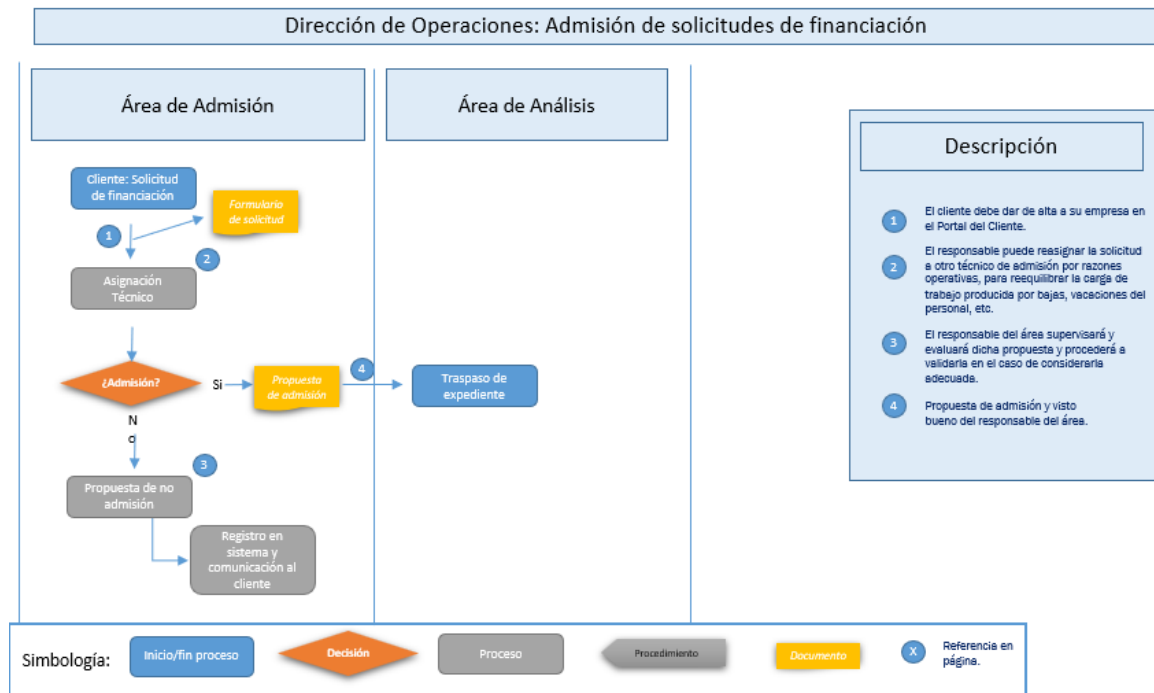 Dirección de Operaciones: Admisión de solicitudes de financiación
Área de Admisión
Área de Análisis
Cliente: Solicitud
de financiación
Formulario
de solicitud
1
2
Asignación
Técnico
¿Admisión?
Si
Propuesta
de admisión
4
Traspaso de
expediente
N
o
3
Propuesta de no
admisión
Registro en
sistema y
comunicación al
cliente
Descripción
1
El cliente debe dar de alta a su empresa en
el Portal del Cliente.
2
El responsable puede reasignar la solicitud
a otro técnico de admisión por razones
operativas, para reequilibrar la carga de
trabajo producida por bajas, vacaciones del
personal, etc.
3
El responsable del área supervisará y
evaluará dicha propuesta y procederá a
validarla en el caso de considerarla
adecuada.
4
Propuesta de admisión y visto
bueno del responsable del área.
Simbología:
Inicio/fin proceso
Decisión
Proceso
Procedimiento
Documento
X
Referencia en
página.